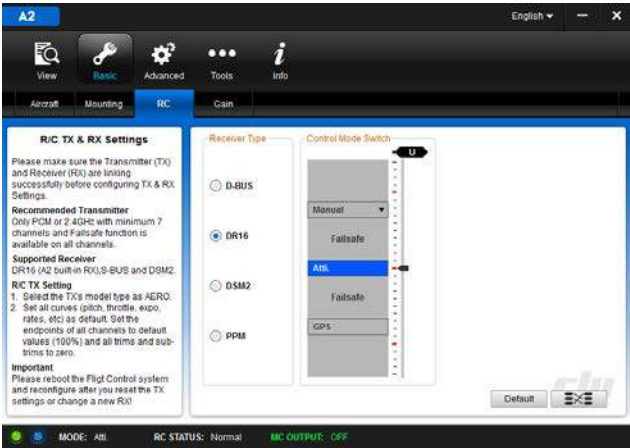 A2
English
View
Basic
Advanced
Tools
Info
Aircraft
Mounting
RC
Gain
R/C TX & RX Settings
Please make sure the Transmitter (TX)
and Receiver (RX) are linking
successfully before configuring TX & RX
Settings.
Recommended Transmitter
Only PCM or 2.4GHz with minimum 7
channels and Failsafe function is
available on all channels.
Supported Receiver
DR16 (A2 built-in RX),S-BUS and DSM2.
R/C TX Setting
1. Select the TX's model type as AERO.
2. Set all curves (pitch, throttle, expo,
rates, etc) as default. Set the
endpoints of all channels to default
values (100%) and all trims and sub-
trims to zero.
Important
Please reboot the Fligt Control system
and reconfigure after you reset the TX
settings or change a new RX!
Receiver Type
D-BUS
DR16
DSM2
PPM
Control Mode Switch
U
Manual
Failsafe
Atti.
Failsafe
GPS
Default
dji
MODE: Atti.
RC STATUS: Normal
MC OUTPUT: OFF